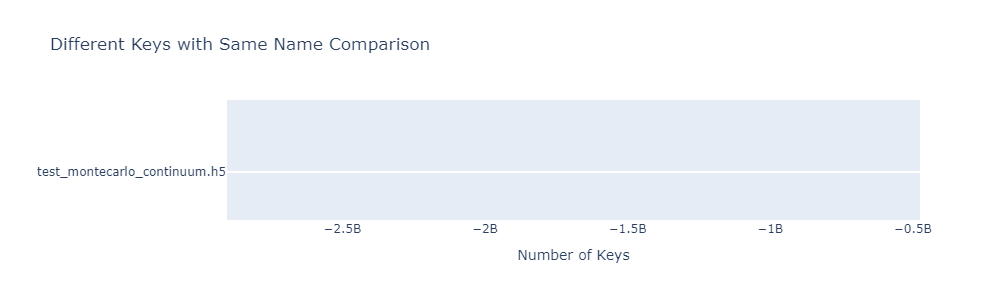 Different Keys with Same Name Comparison
test_montecarlo_continuum.h5
−2.5B
−2B
−1.5B
−1B
−0.5B
Number of Keys